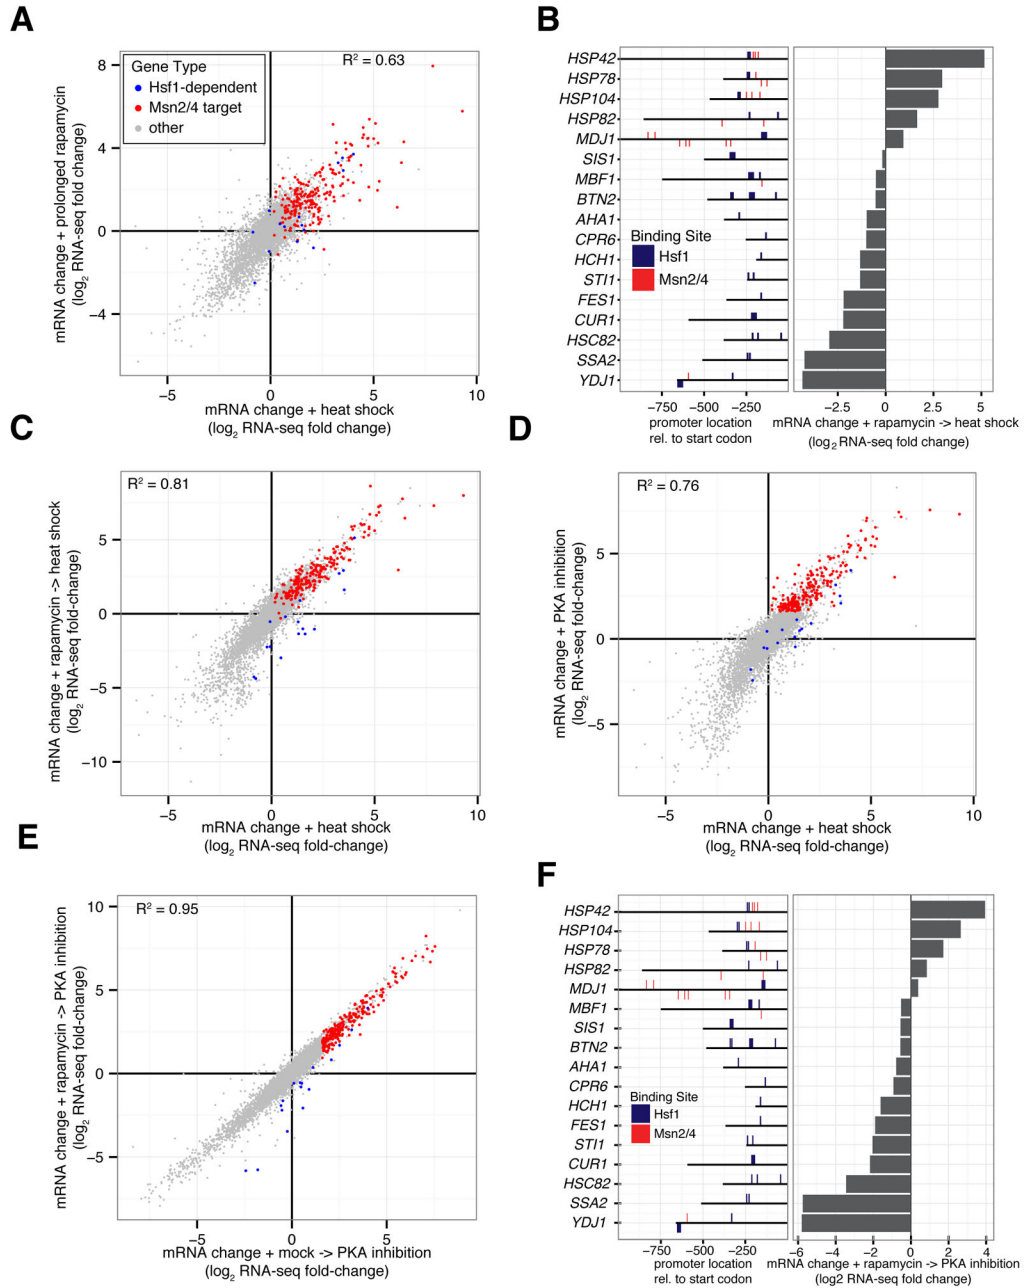 A
mRNA change + prolonged rapamycin
(log2 RNA-seq fold change)
8
4
0
−4
Gene Type
Hsf1-dependent
Msn2/4 target
other
R2 = 0.63
−5 0 5 10
mRNA change + heat shock
(log2 RNA-seq fold change)
B
HSP42
HSP78
HSP104
HSP82
MDJ1
SIS1
MBF1
BTN2
AHA1
CPR6
HCH1
STI1
FES1
CUR1
HSC82
SSA2
YDJ1
Binding Site
Hsf1
Msn2/4
−750 −500 −250
promoter location
rel. to start codon
−2.5 0 2.5 5
mRNA change + rapamycin -> heat shock
(log2 RNA-seq fold change)
C
mRNA change + rapamycin -> heat shock
(log2 RNA-seq fold-change)
R2 = 0.81
5
0
−5
−10
−5 0 5 10
mRNA change + heat shock
(log2 RNA-seq fold-change)
D
mRNA change + PKA inhibition
(log2 RNA-seq fold-change)
R2 = 0.76
5
0
−5
−5 0 5 10
mRNA change + heat shock
(log2 RNA-seq fold-change)
E
mRNA change + rapamycin -> PKA inhibition
(log2 RNA-seq fold-change)
R2 = 0.95
10
5
0
−5
−5 0 5
mRNA change + mock -> PKA inhibition
(log2 RNA-seq fold-change)
F
HSP42
HSP104
HSP78
HSP82
MDJ1
MBF1
SIS1
BTN2
AHA1
CPR6
HCH1
FES1
STI1
CUR1
HSC82
SSA2
YDJ1
Binding Site
Hsf1
Msn2/4
−750 −500 −250
promoter location
rel. to start codon
−6 −4 −2 0 2 4
mRNA change + rapamycin -> PKA inhibition
(log2 RNA-seq fold change)